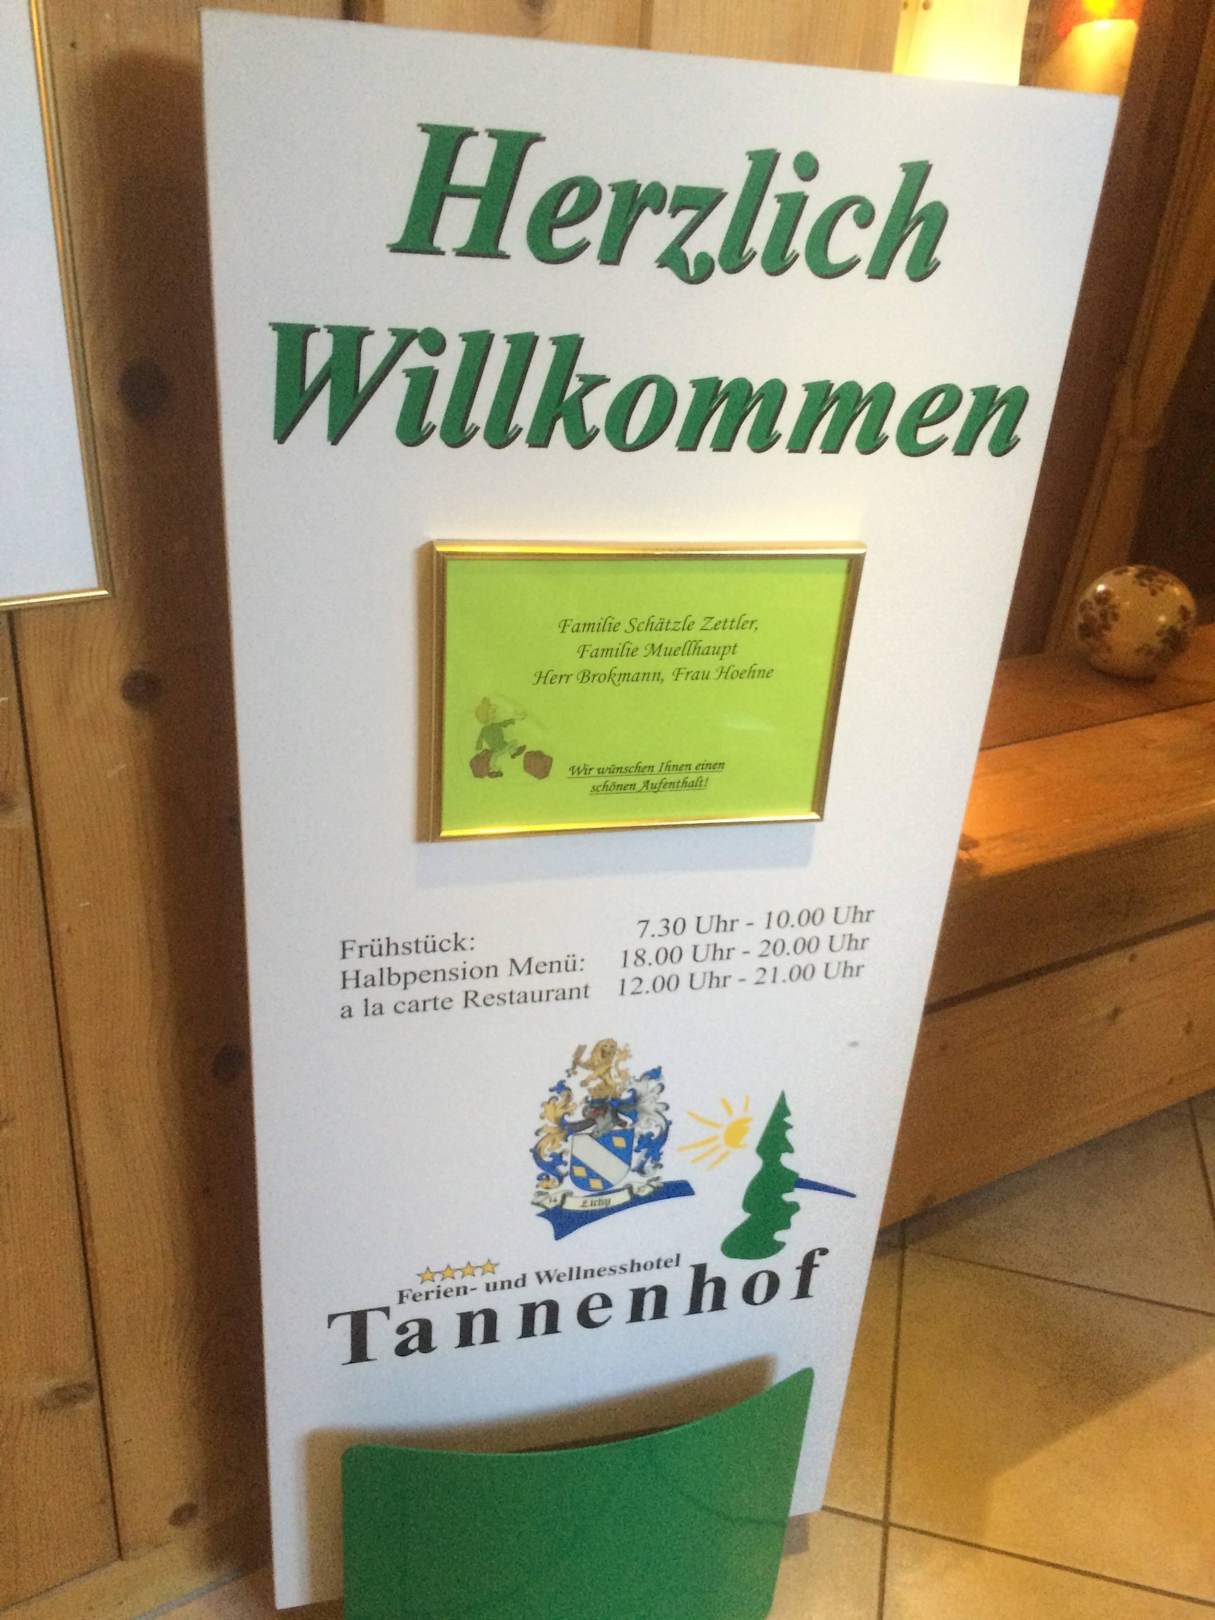 Herzlich
Willkommen
Familie Schätzle Zettler,
Familie Muellhaupt
Herr Brokmann, Frau Hoehne
Wir wünschen Ihnen einen
schönen Aufenthalt!
Frühstück: 7.30 Uhr - 10.00 Uhr
Halbpension Menü: 18.00 Uhr - 20.00 Uhr
a la carte Restaurant 12.00 Uhr - 21.00 Uhr
Ferien- und Wellnesshotel
Tannenhof